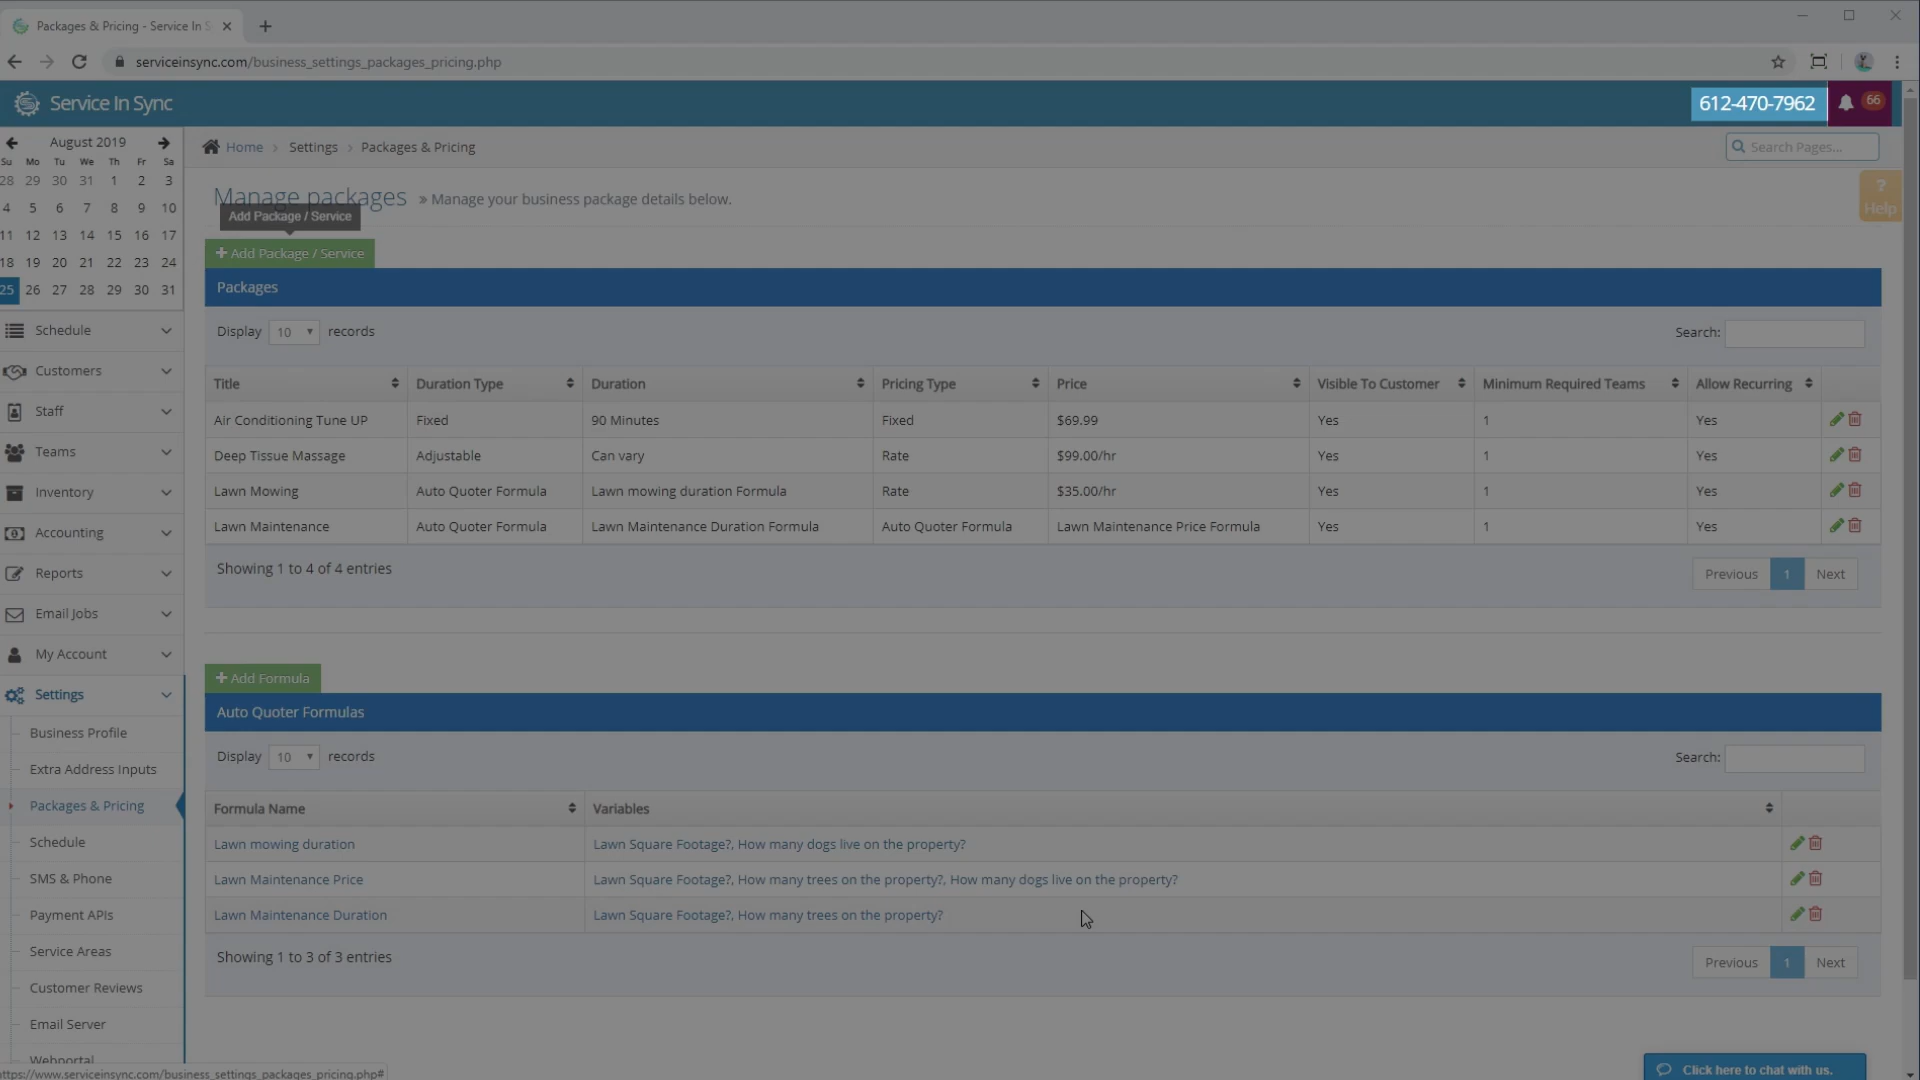 Packages & Pricing - Service In S
serviceinsync.com/business_settings_packages_pricing.php
Service In Sync
612-470-7962
66
August 2019
Su Mo Tu We Th Fr Sa
28 29 30 31 1 2 3
4 5 6 7 8 9 10
11 12 13 14 15 16 17
18 19 20 21 22 23 24
25 26 27 28 29 30 31
Home > Settings > Packages & Pricing
Search Pages...
Manage packages » Manage your business package details below.
? Help
Add Package / Service
+ Add Package / Service
Packages
Display 10 records
Search:
Title Duration Type Duration Pricing Type Price Visible To Customer Minimum Required Teams Allow Recurring
Air Conditioning Tune UP Fixed 90 Minutes Fixed $69.99 Yes 1 Yes
Deep Tissue Massage Adjustable Can vary Rate $99.00/hr Yes 1 Yes
Lawn Mowing Auto Quoter Formula Lawn mowing duration Formula Rate $35.00/hr Yes 1 Yes
Lawn Maintenance Auto Quoter Formula Lawn Maintenance Duration Formula Auto Quoter Formula Lawn Maintenance Price Formula Yes 1 Yes
Showing 1 to 4 of 4 entries
Previous 1 Next
+ Add Formula
Auto Quoter Formulas
Display 10 records
Search:
Formula Name Variables
Lawn mowing duration Lawn Square Footage?, How many dogs live on the property?
Lawn Maintenance Price Lawn Square Footage?, How many trees on the property?, How many dogs live on the property?
Lawn Maintenance Duration Lawn Square Footage?, How many trees on the property?
Showing 1 to 3 of 3 entries
Previous 1 Next
Schedule
Customers
Staff
Teams
Inventory
Accounting
Reports
Email Jobs
My Account
Settings
Business Profile
Extra Address Inputs
Packages & Pricing
Schedule
SMS & Phone
Payment APIs
Service Areas
Customer Reviews
Email Server
Webportal
https://www.serviceinsync.com/business_settings_packages_pricing.php#
Click here to chat with us.